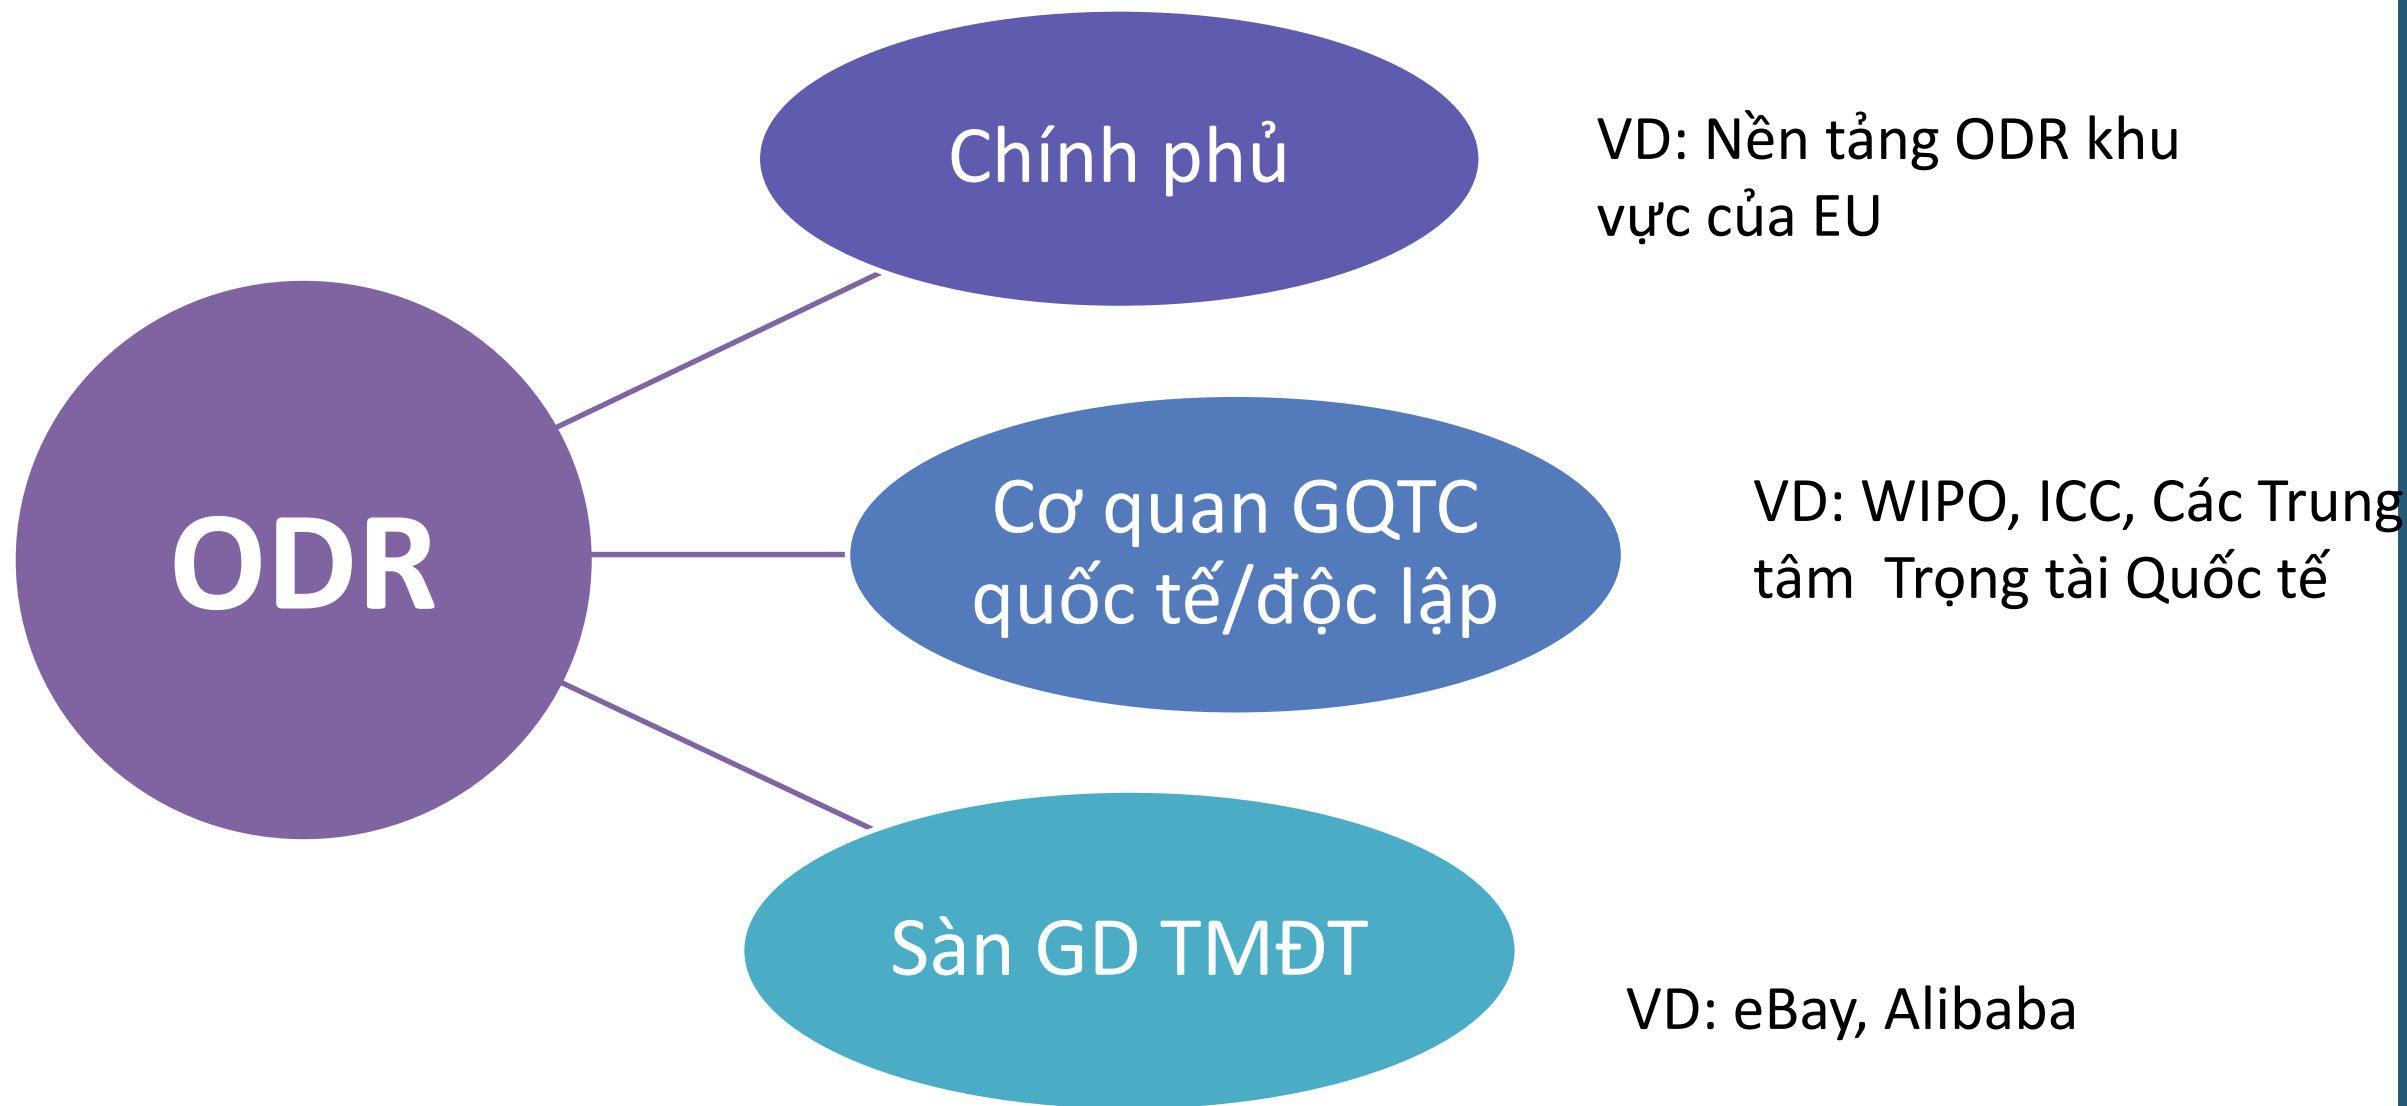 Chính phủ
VD: Nền tảng ODR khu
vực của EU
ODR
Cơ quan GQTC
quốc tế/độc lập
VD: WIPO, ICC, Các Trung
tâm  Trọng tài Quốc tế
Sàn GD TMĐT
VD: eBay, Alibaba